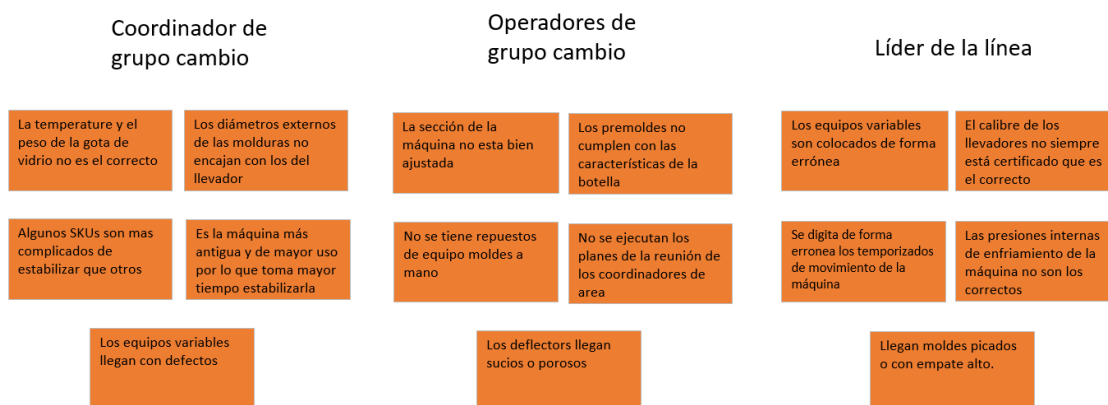 Coordinador de
grupo cambio
La temperature y el
peso de la gota de
vidrio no es el correcto
Los diámetros externos
de las molduras no
encajan con los del
llevador
Algunos SKUs son mas
complicados de
estabilizar que otros
Es la máquina más
antigua y de mayor uso
por lo que toma mayor
tiempo estabilizarla
Los equipos variables
llegan con defectos
Operadores de
grupo cambio
La sección de la
máquina no esta bien
ajustada
Los premoldes no
cumplen con las
características de la
botella
No se tiene repuestos
de equipo moldes a
mano
No se ejecutan los
planes de la reunión de
los coordinadores de
area
Los deflectors llegan
sucios o porosos
Líder de la línea
Los equipos variables
son colocados de forma
errónea
El calibre de los
llevadores no siempre
está certificado que es
el correcto
Se digita de forma
erronea los temporizados
de movimiento de la
máquina
Las presiones internas
de enfriamiento de la
máquina no son los
correctos
Llegan moldes picados
o con empate alto.